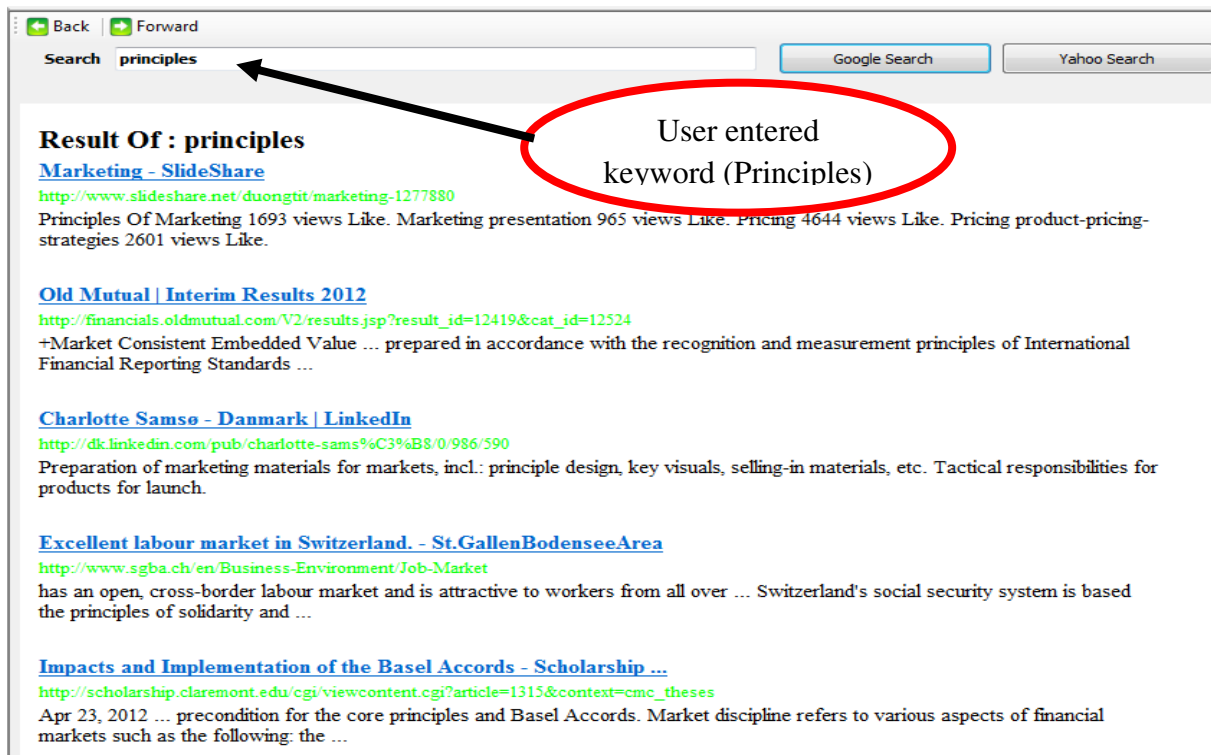 Back Forward
Search principles Google Search Yahoo Search
User entered
keyword (Principles)
Result Of : principles
Marketing - SlideShare
http://www.slideshare.net/duongtit/marketing-1277880
Principles Of Marketing 1693 views Like. Marketing presentation 965 views Like. Pricing 4644 views Like. Pricing product-pricing-
strategies 2601 views Like.
Old Mutual | Interim Results 2012
http://financials.oldmutual.com/V2/results.jsp?result_id=12419&cat_id=12524
+Market Consistent Embedded Value ... prepared in accordance with the recognition and measurement principles of International
Financial Reporting Standards ...
Charlotte Samsø - Danmark | LinkedIn
http://dk.linkedin.com/pub/charlotte-sams%C3%B8/0/986/590
Preparation of marketing materials for markets, incl.: principle design, key visuals, selling-in materials, etc. Tactical responsibilities for
products for launch.
Excellent labour market in Switzerland. - St.GallenBodenseeArea
http://www.sgba.ch/en/Business-Environment/Job-Market
has an open, cross-border labour market and is attractive to workers from all over ... Switzerland's social security system is based
the principles of solidarity and ...
Impacts and Implementation of the Basel Accords - Scholarship ...
http://scholarship.claremont.edu/cgi/viewcontent.cgi?article=1315&context=cmc_theses
Apr 23, 2012 ... precondition for the core principles and Basel Accords. Market discipline refers to various aspects of financial
markets such as the following: the ...